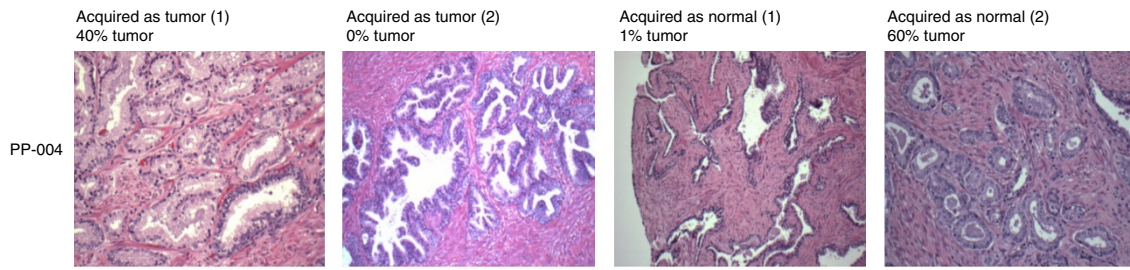 Acquired as tumor (1)
40% tumor
Acquired as tumor (2)
0% tumor
Acquired as normal (1)
1% tumor
Acquired as normal (2)
60% tumor
PP-004